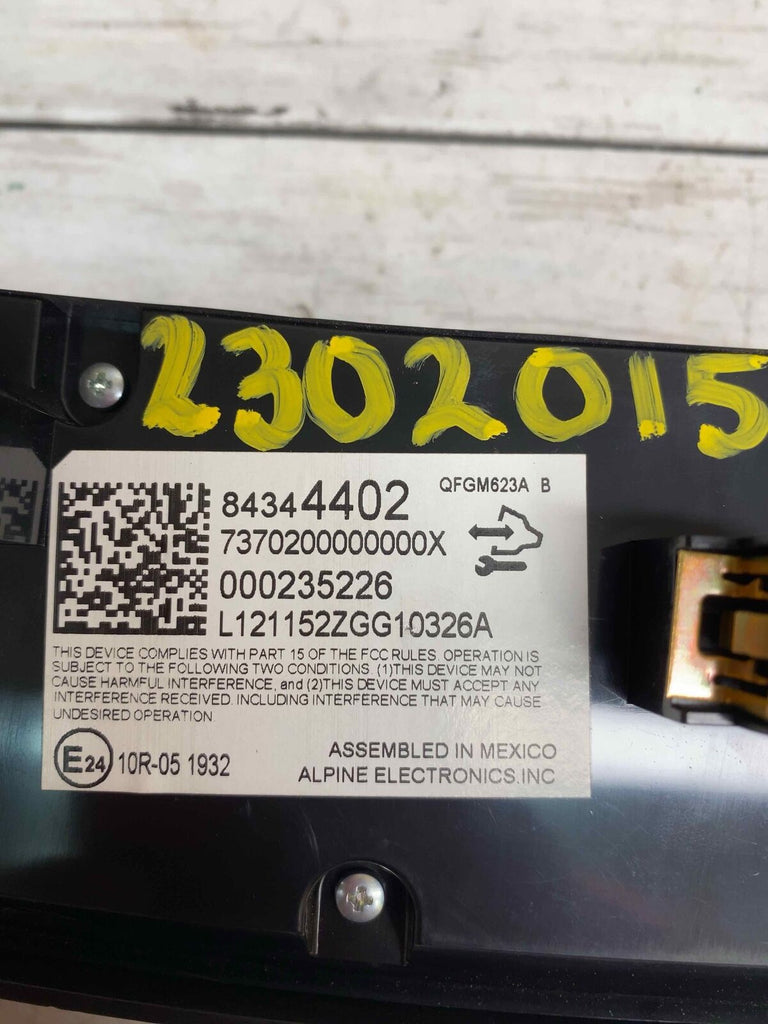 2302015
84344402
QFGM623A B
7370200000000X
000235226
L121152ZGG10326A
THIS DEVICE COMPLIES WITH PART 15 OF THE FCC RULES. OPERATION IS
SUBJECT TO THE FOLLOWING TWO CONDITIONS. (1)THIS DEVICE MAY NOT
CAUSE HARMFUL INTERFERENCE, and (2)THIS DEVICE MUST ACCEPT ANY
INTERFERENCE RECEIVED. INCLUDING INTERFERENCE THAT MAY CAUSE
UNDESIRED OPERATION
E24 10R-05 1932
ASSEMBLED IN MEXICO
ALPINE ELECTRONICS.INC